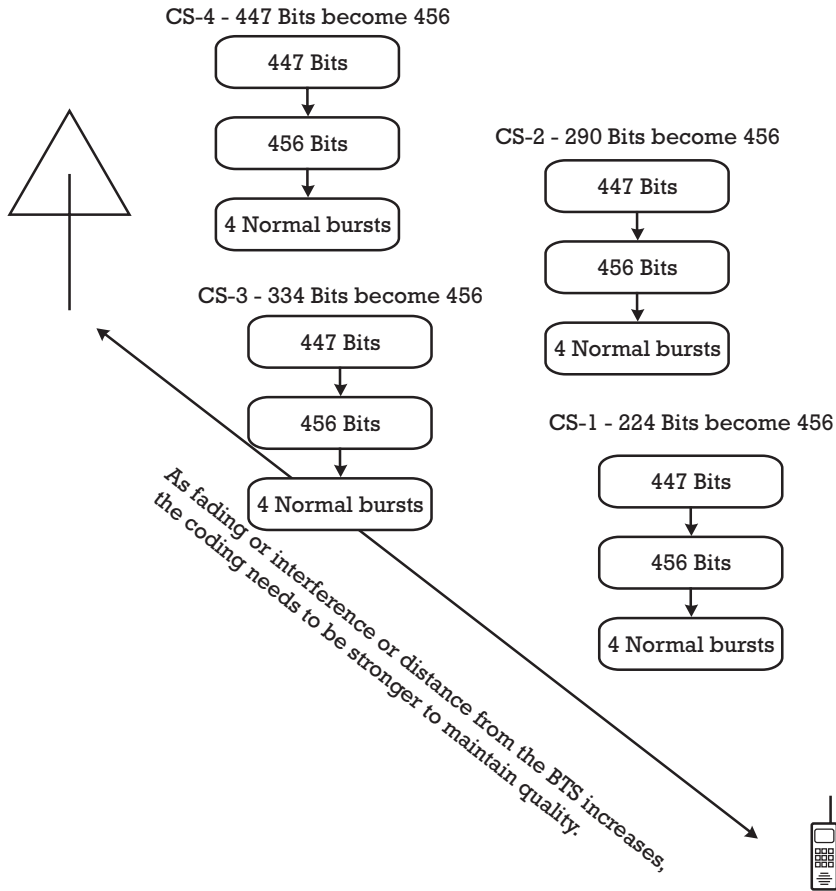 CS-4 - 447 Bits become 456
447 Bits
456 Bits
4 Normal bursts
CS-2 - 290 Bits become 456
447 Bits
456 Bits
4 Normal bursts
CS-3 - 334 Bits become 456
447 Bits
456 Bits
4 Normal bursts
CS-1 - 224 Bits become 456
447 Bits
456 Bits
4 Normal bursts
As fading or interference or distance from the BTS increases,
the coding needs to be stronger to maintain quality.